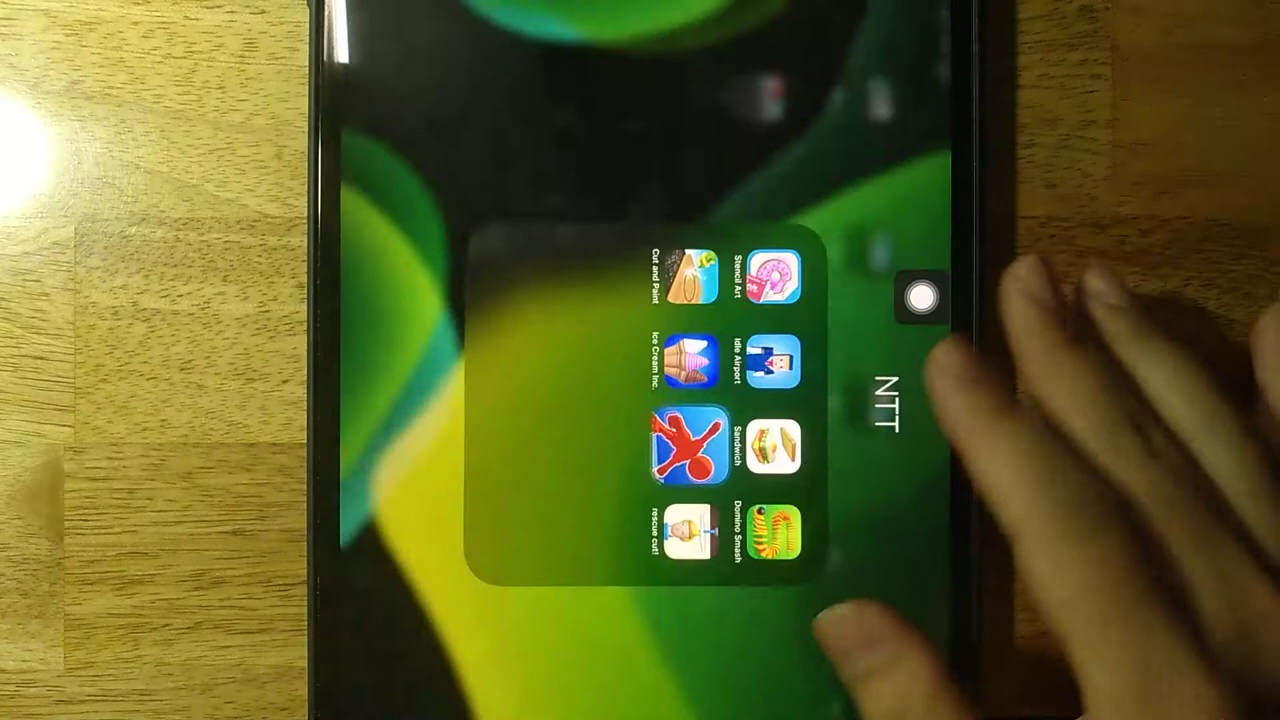 NTT
Stencil Art
Idle Airport
Sandwich
Domino Smash
Cut and Paint
Ice Cream Inc.
rescue cut!